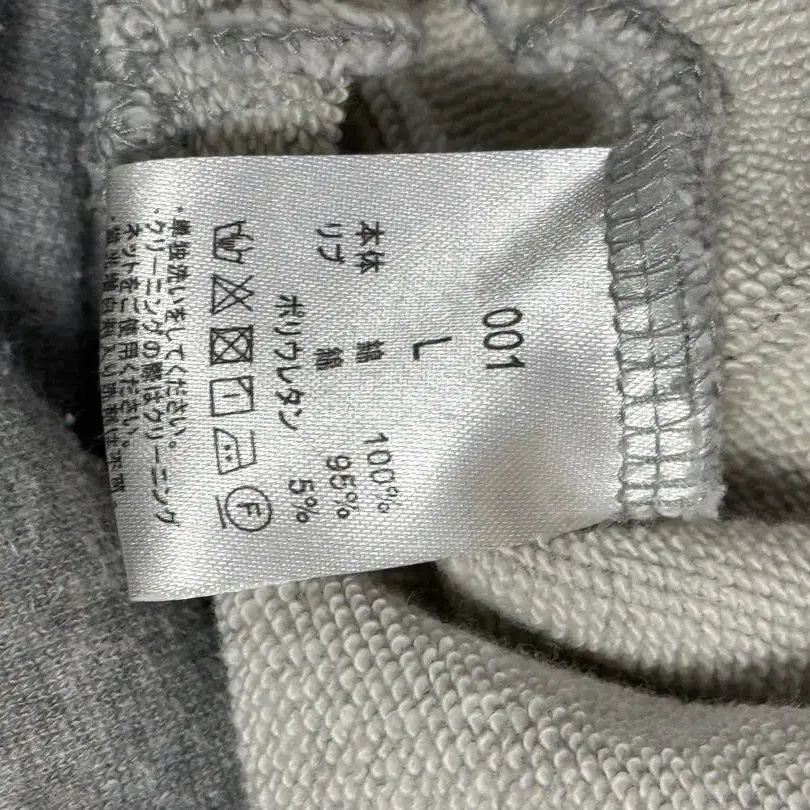 001
L
本体 綿 100%
リブ 綿 95%
ポリウレタン 5%
F
・単独洗いをしてください。
・クリーニングの際はクリーニング
ネットをご使用ください。